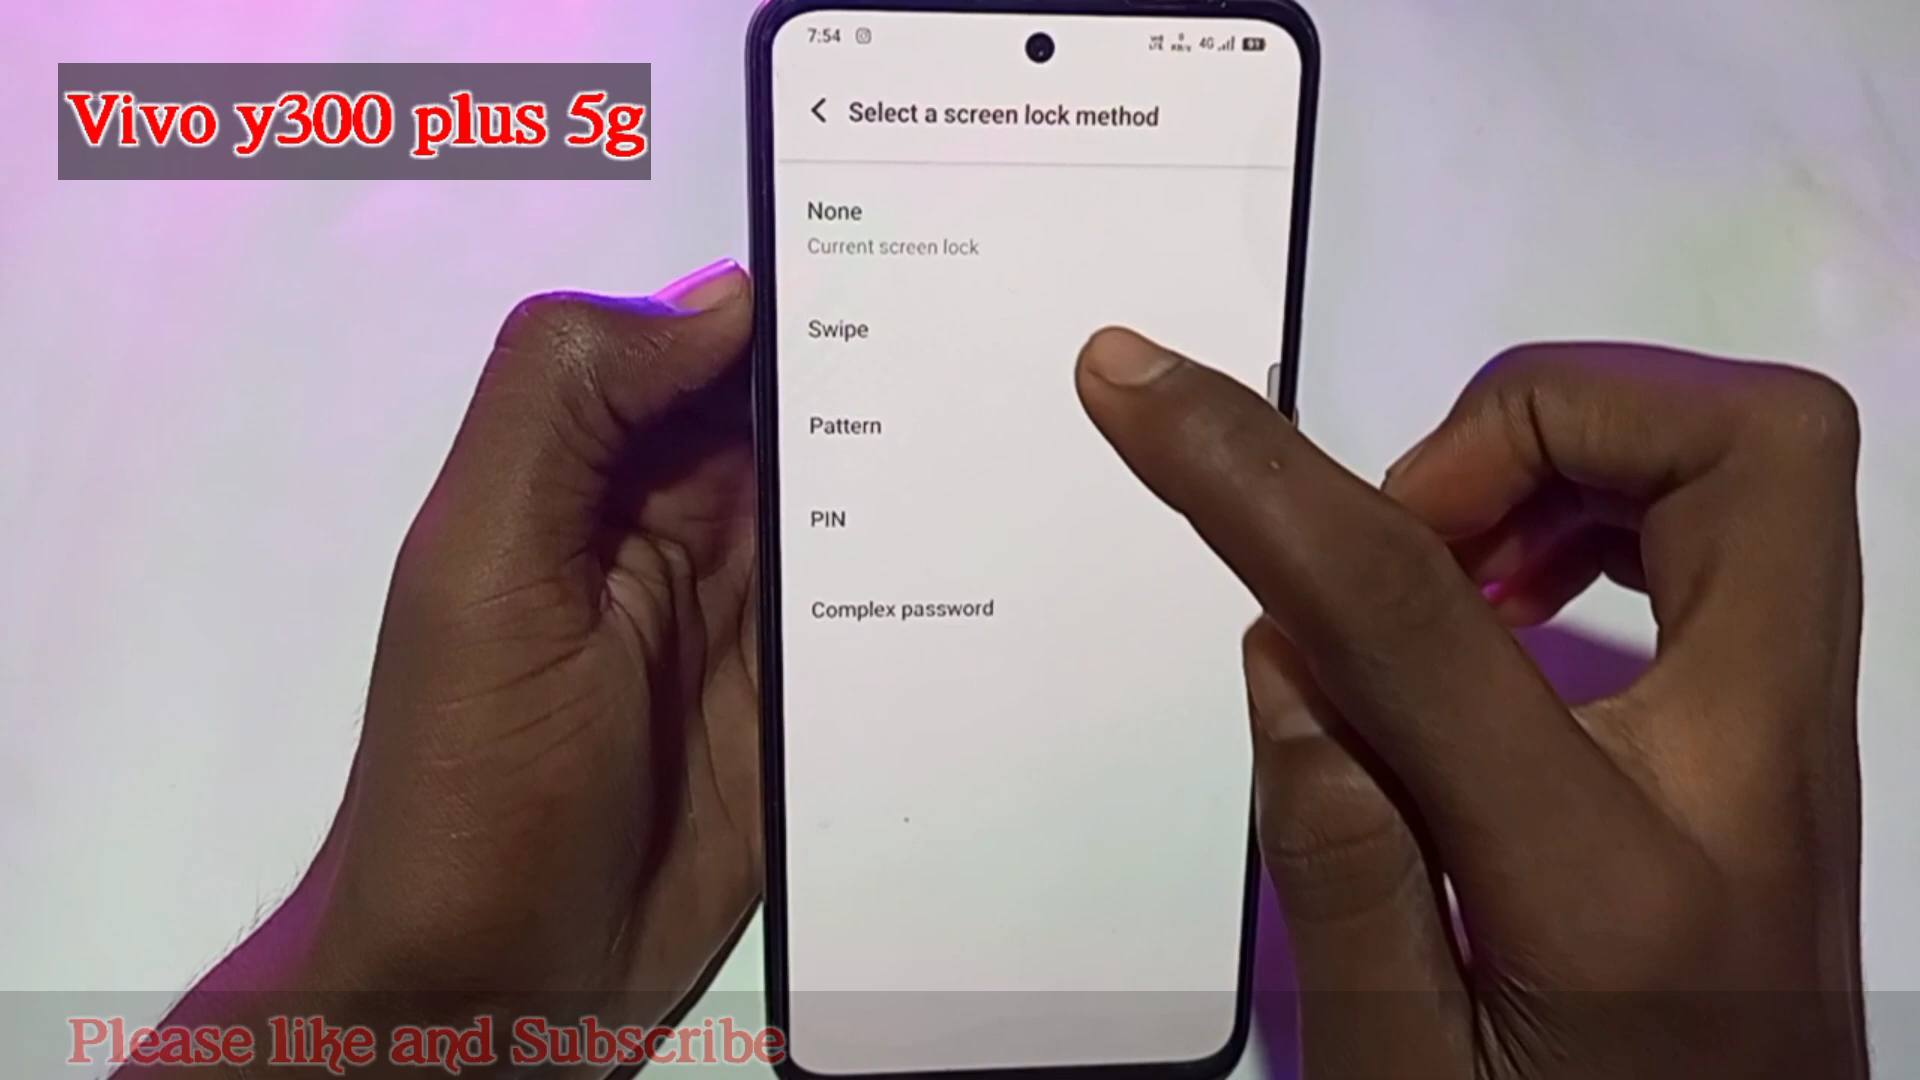 Vivo y300 plus 5g
7:54
4G
Select a screen lock method
None
Current screen lock
Swipe
Pattern
PIN
Complex password
Please like and Subscribe